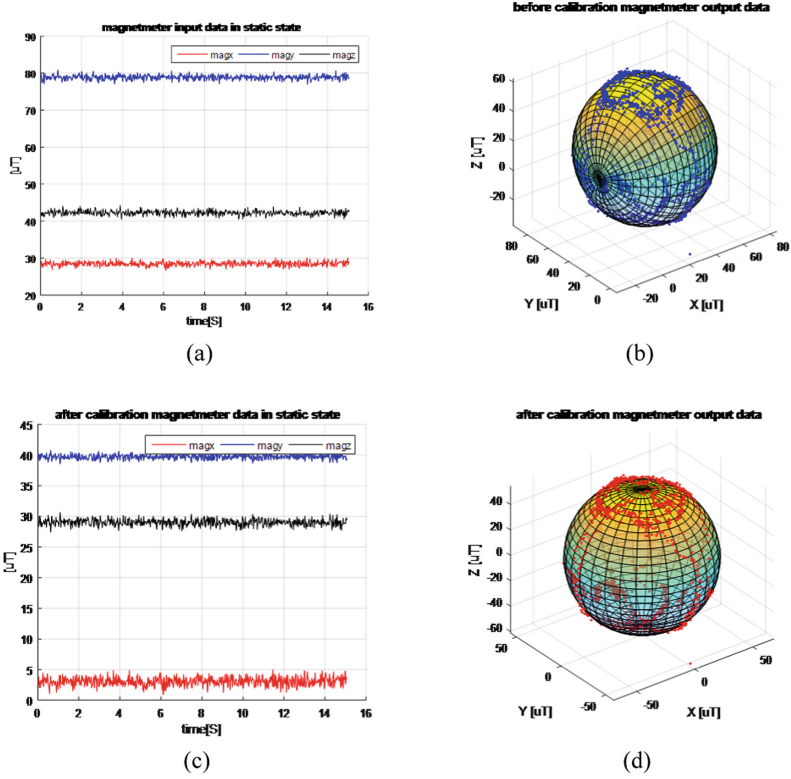 magnetmeter input data in static state
90
80
70
60
50
40
30
20
[uT]
magx magy magz
0 2 4 6 8 10 12 14 16
time[S]
(a)
before calibration magnetmeter output data
60
40
20
0
-20
Z [uT]
80
60
40
20
0
Y [uT]
-20
0
20
40
60
80
X [uT]
(b)
after calibration magnetmeter data in static state
45
40
35
30
25
20
15
10
5
0
[uT]
magx magy magz
0 2 4 6 8 10 12 14 16
time[S]
(c)
after calibration magnetmeter output data
40
20
0
-20
-40
-60
Z [uT]
50
0
-50
Y [uT]
-50
0
50
X [uT]
(d)